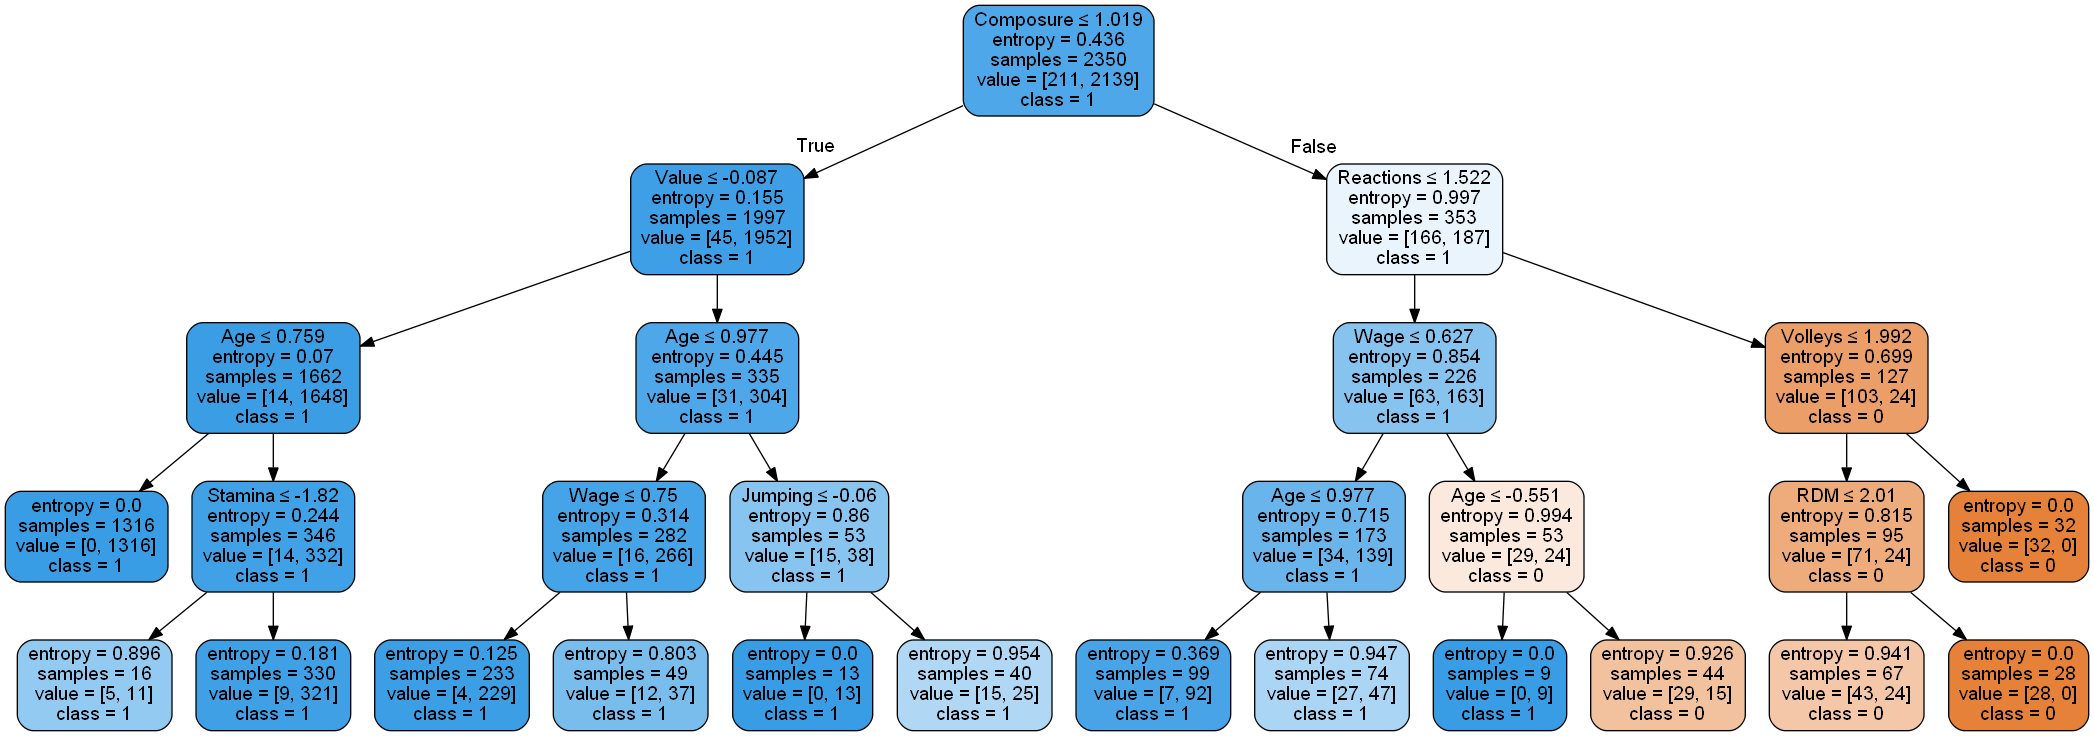 Composure ≤ 1.019
entropy = 0.436
samples = 2350
value = [211, 2139]
class = 1
True
False
Value ≤ -0.087
entropy = 0.155
samples = 1997
value = [45, 1952]
class = 1
Reactions ≤ 1.522
entropy = 0.997
samples = 353
value = [166, 187]
class = 1
Age ≤ 0.759
entropy = 0.07
samples = 1662
value = [14, 1648]
class = 1
Age ≤ 0.977
entropy = 0.445
samples = 335
value = [31, 304]
class = 1
Wage ≤ 0.627
entropy = 0.854
samples = 226
value = [63, 163]
class = 1
Volleys ≤ 1.992
entropy = 0.699
samples = 127
value = [103, 24]
class = 0
entropy = 0.0
samples = 1316
value = [0, 1316]
class = 1
Stamina ≤ -1.82
entropy = 0.244
samples = 346
value = [14, 332]
class = 1
Wage ≤ 0.75
entropy = 0.314
samples = 282
value = [16, 266]
class = 1
Jumping ≤ -0.06
entropy = 0.86
samples = 53
value = [15, 38]
class = 1
Age ≤ 0.977
entropy = 0.715
samples = 173
value = [34, 139]
class = 1
Age ≤ -0.551
entropy = 0.994
samples = 53
value = [29, 24]
class = 0
RDM ≤ 2.01
entropy = 0.815
samples = 95
value = [71, 24]
class = 0
entropy = 0.0
samples = 32
value = [32, 0]
class = 0
entropy = 0.896
samples = 16
value = [5, 11]
class = 1
entropy = 0.181
samples = 330
value = [9, 321]
class = 1
entropy = 0.125
samples = 233
value = [4, 229]
class = 1
entropy = 0.803
samples = 49
value = [12, 37]
class = 1
entropy = 0.0
samples = 13
value = [0, 13]
class = 1
entropy = 0.954
samples = 40
value = [15, 25]
class = 1
entropy = 0.369
samples = 99
value = [7, 92]
class = 1
entropy = 0.947
samples = 74
value = [27, 47]
class = 1
entropy = 0.0
samples = 9
value = [0, 9]
class = 1
entropy = 0.926
samples = 44
value = [29, 15]
class = 0
entropy = 0.941
samples = 67
value = [43, 24]
class = 0
entropy = 0.0
samples = 28
value = [28, 0]
class = 0